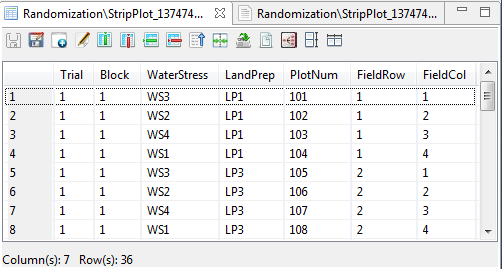 Randomization\StripPlot_137474... Randomization\StripPlot_137474...
Trial Block WaterStress LandPrep PlotNum FieldRow FieldCol
1 1 1 WS3 LP1 101 1 1
2 1 1 WS2 LP1 102 1 2
3 1 1 WS4 LP1 103 1 3
4 1 1 WS1 LP1 104 1 4
5 1 1 WS3 LP3 105 2 1
6 1 1 WS2 LP3 106 2 2
7 1 1 WS4 LP3 107 2 3
8 1 1 WS1 LP3 108 2 4
Column(s): 7 Row(s): 36